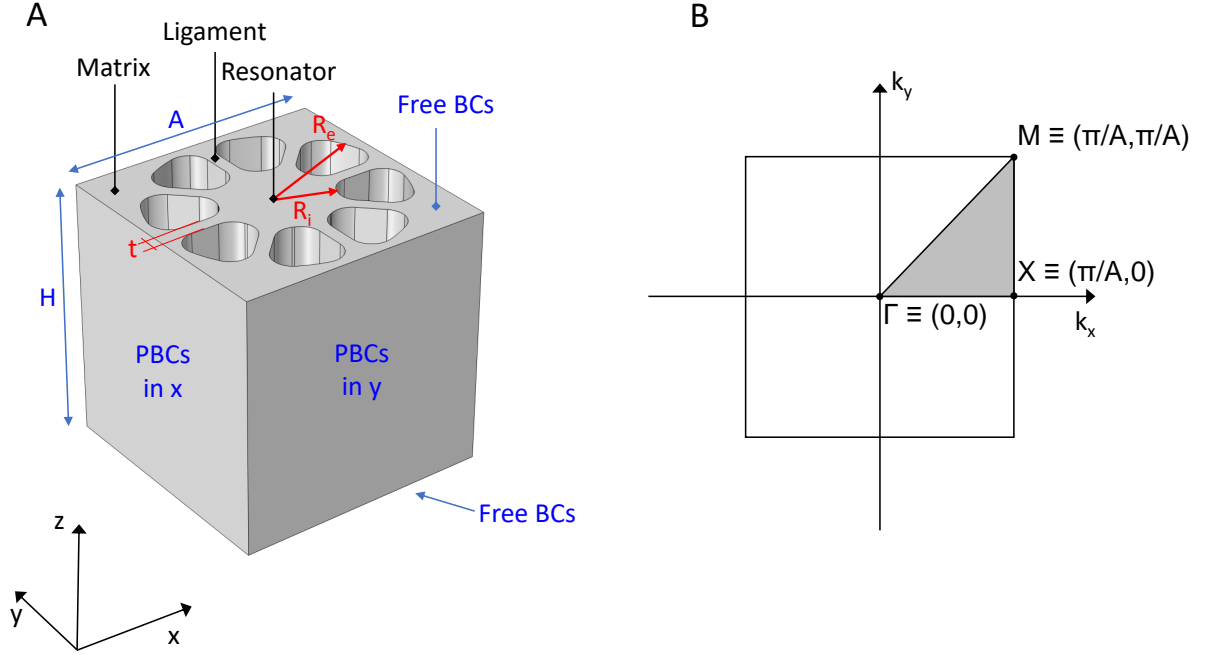 A
B
Ligament
Matrix
Resonator
A
Free BCs
Re
Ri
t
H
PBCs
in x
PBCs
in y
Free BCs
z
y
x
ky
M ≡ (π/A,π/A)
X ≡ (π/A,0)
Γ ≡ (0,0)
kx